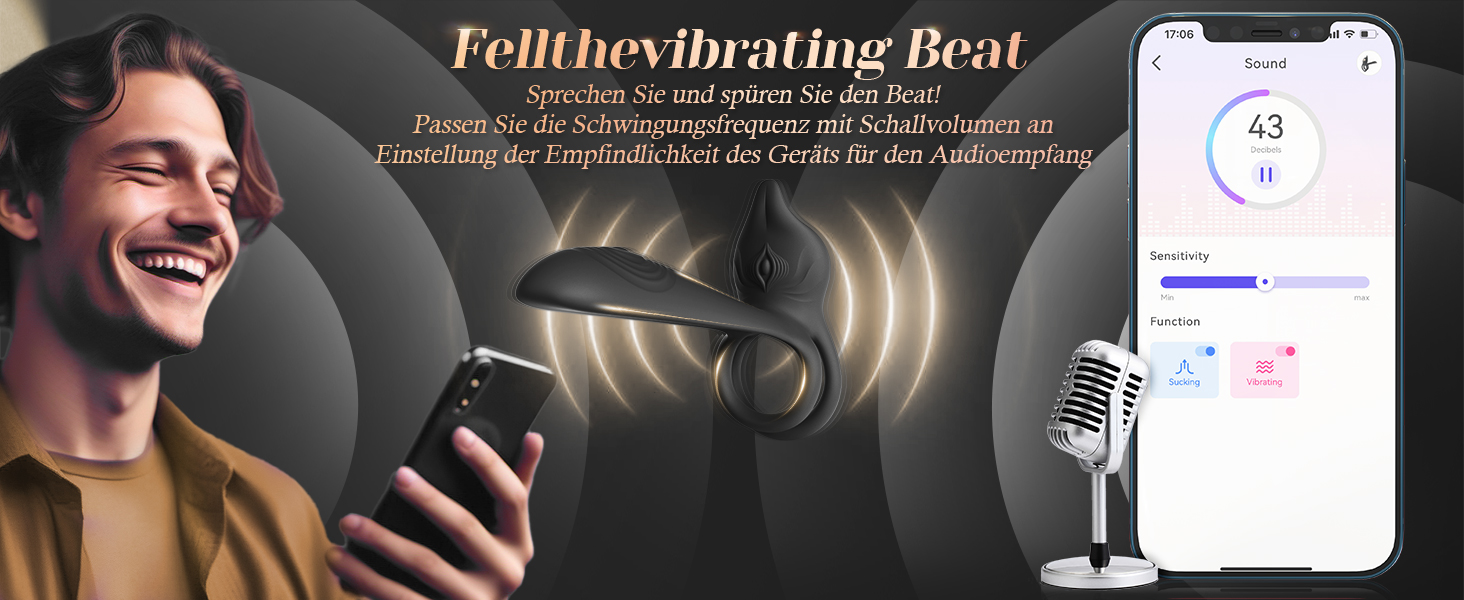 Fellthevibrating Beat
Sprechen Sie und spüren Sie den Beat!
Passen Sie die Schwingungsfrequenz mit Schallvolumen an
Einstellung der Empfindlichkeit des Geräts für den Audioempfang
17:06
Sound
43
Decibels
Sensitivity
Min max
Function
Sucking Vibrating